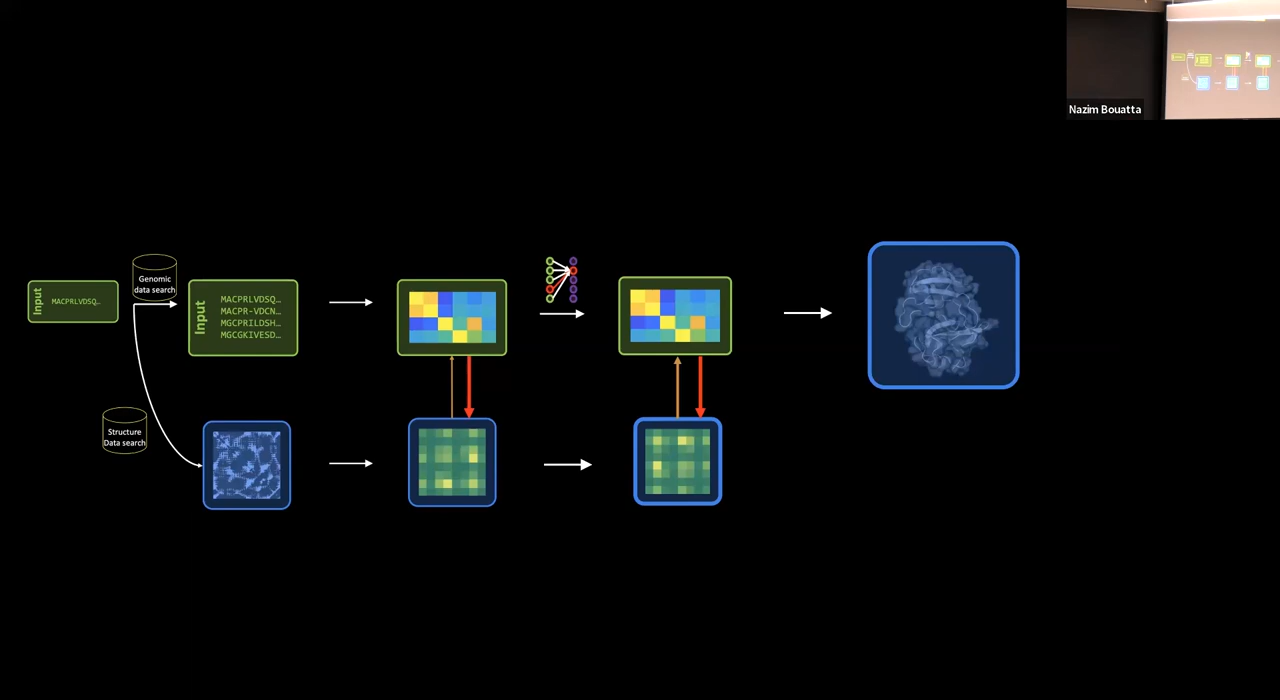 Nazim Bouatta
Genomic
data search
Input
MACPRLVDSQ…
Input
MACPRLVDSQ…
MACPR-VDCN…
MGCPRILDSH…
MGCGKIVESD…
Structure
Data search